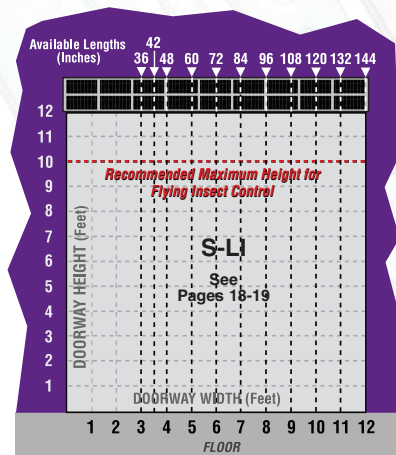 Available Lengths
(Inches)
42
36 48 60 72 84 96 108 120 132 144
12
11
10
Recommended Maximum Height for
Flying Insect Control
9
8
7
S-LI
6
See
Pages 18-19
5
4
3
2
1
DOORWAY HEIGHT (Feet)
DOORWAY WIDTH (Feet)
1 2 3 4 5 6 7 8 9 10 11 12
FLOOR